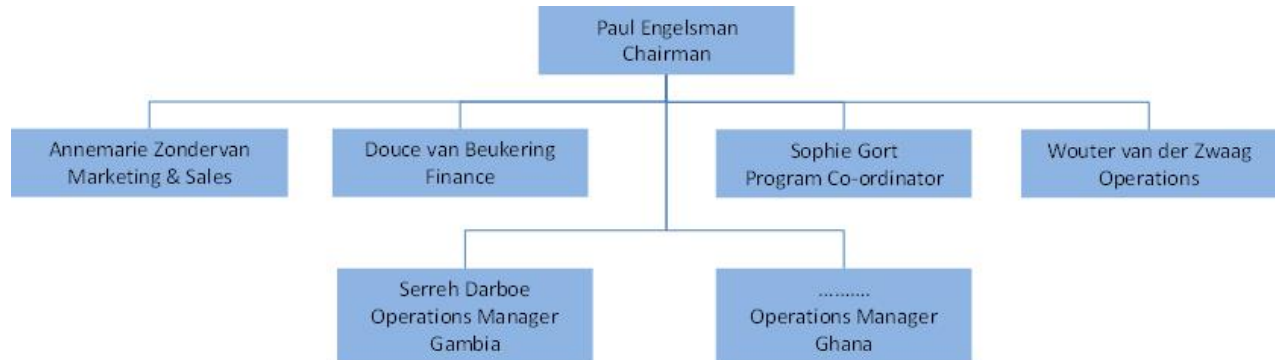 Paul Engelsman
Chairman
Annemarie Zondervan
Marketing & Sales
Douce van Beukering
Finance
Sophie Gort
Program Co-ordinator
Wouter van der Zwaag
Operations
Serreh Darboe
Operations Manager
Gambia
..........
Operations Manager
Ghana